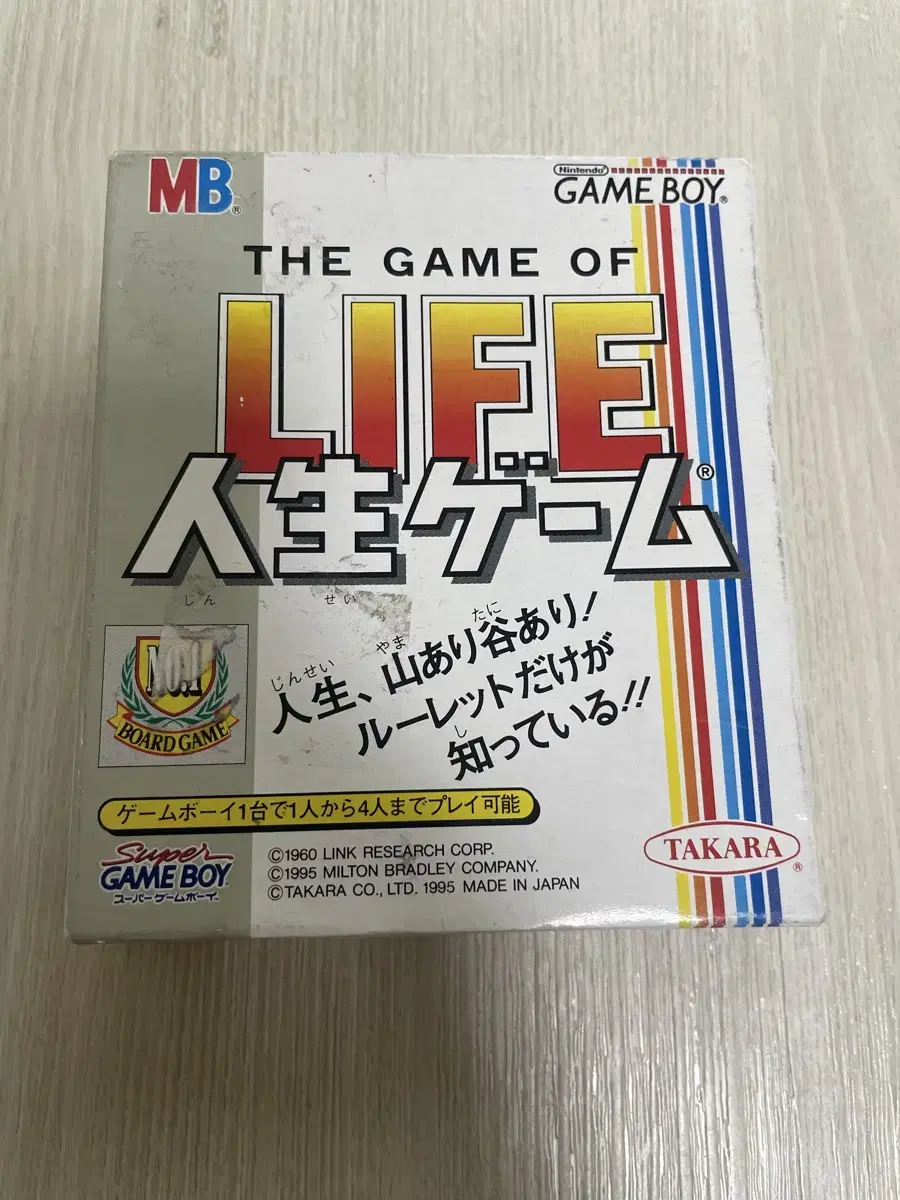 MB®
Nintendo®
GAME BOY®
THE GAME OF
LIFE
人生ゲーム®
じん せい
じんせい やま たに
人生、山あり谷あり!
ルーレットだけが
し
知っている!!
NO.1
BOARD GAME
ゲームボーイ1台で1人から4人までプレイ可能
Super
GAME BOY
スーパーゲームボーイ
©1960 LINK RESEARCH CORP.
©1995 MILTON BRADLEY COMPANY.
©TAKARA CO., LTD. 1995 MADE IN JAPAN
TAKARA®